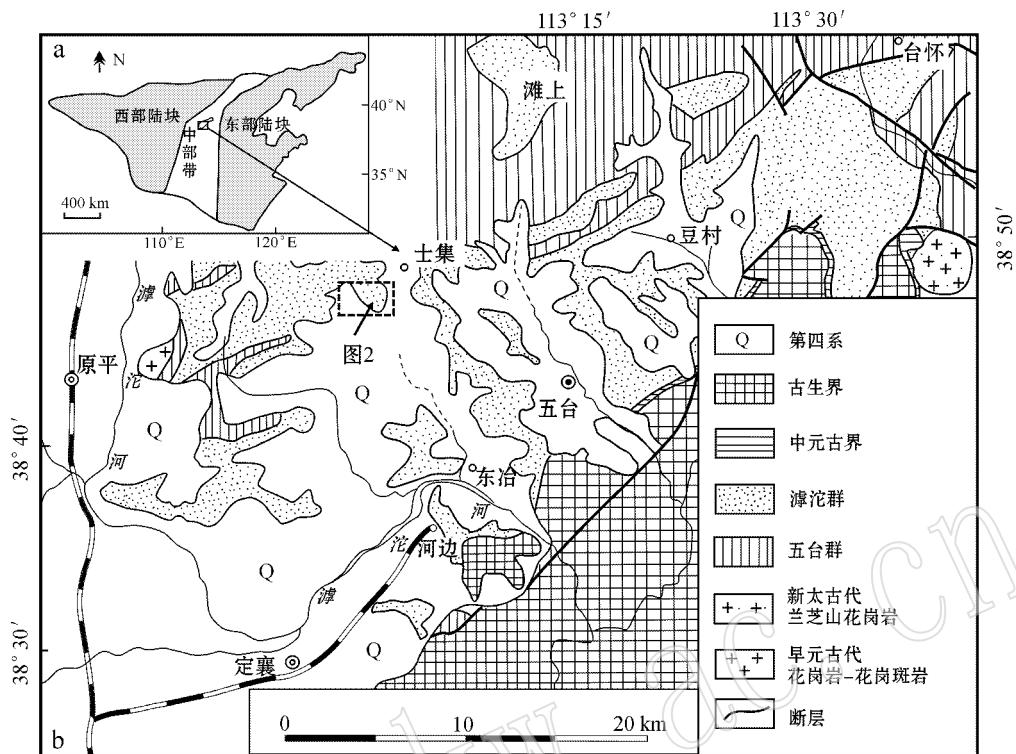 113° 15′
113° 30′
a
N
西部陆块
东部陆块
中部带
40°N
35°N
400 km
110°E
120°E
滩上
台怀
豆村
Q
38° 50′
士集
Q
滹
沱
河
图2
原平
Q
Q
Q
五台
38° 40′
东冶
河
沱
河边
滹
Q
38° 30′
定襄
Q
b
0
10
20 km
Q
第四系
古生界
中元古界
滹沱群
五台群
新太古代
兰芝山花岗岩
早元古代
花岗岩-花岗斑岩
断层